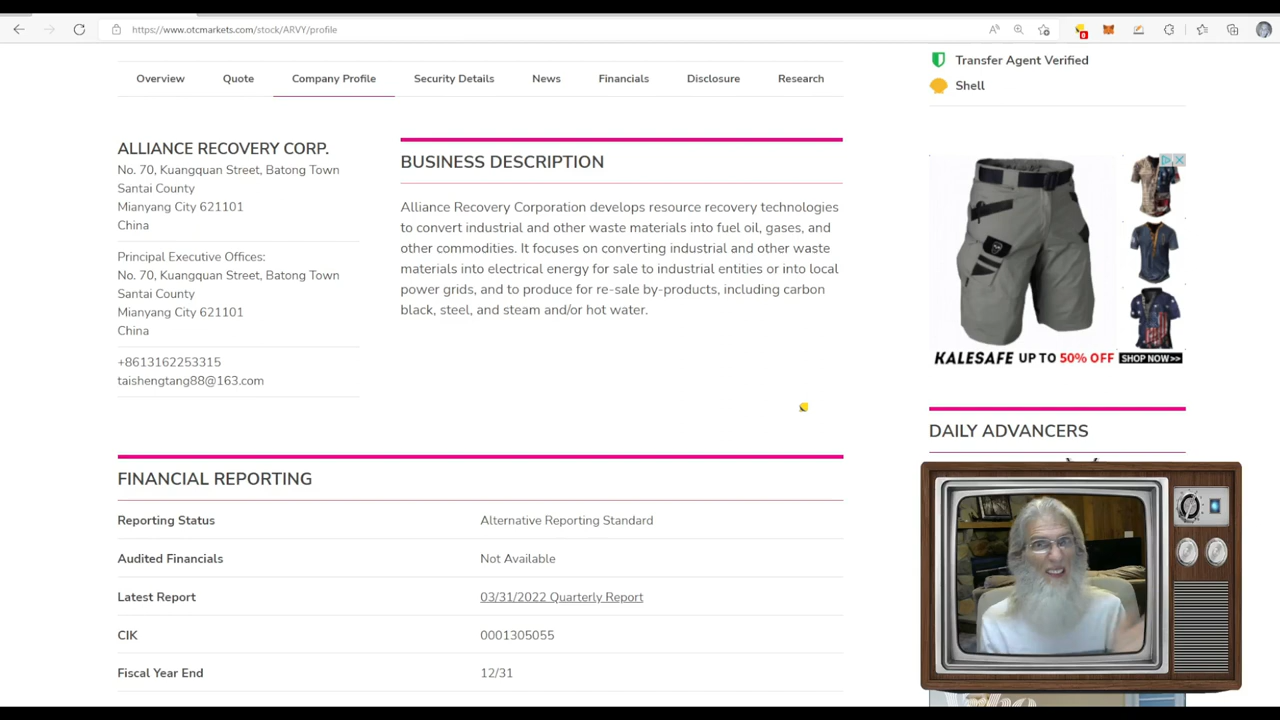 https://www.otcmarkets.com/stock/ARVY/profile
Overview Quote Company Profile Security Details News Financials Disclosure Research
Transfer Agent Verified
Shell
ALLIANCE RECOVERY CORP.
No. 70, Kuangquan Street, Batong Town
Santai County
Mianyang City 621101
China
Principal Executive Offices:
No. 70, Kuangquan Street, Batong Town
Santai County
Mianyang City 621101
China
+8613162253315
taishengtang88@163.com
BUSINESS DESCRIPTION
Alliance Recovery Corporation develops resource recovery technologies
to convert industrial and other waste materials into fuel oil, gases, and
other commodities. It focuses on converting industrial and other waste
materials into electrical energy for sale to industrial entities or into local
power grids, and to produce for re-sale by-products, including carbon
black, steel, and steam and/or hot water.
KALESAFE UP TO 50% OFF SHOP NOW>>
DAILY ADVANCERS
FINANCIAL REPORTING
Reporting Status Alternative Reporting Standard
Audited Financials Not Available
Latest Report 03/31/2022 Quarterly Report
CIK 0001305055
Fiscal Year End 12/31